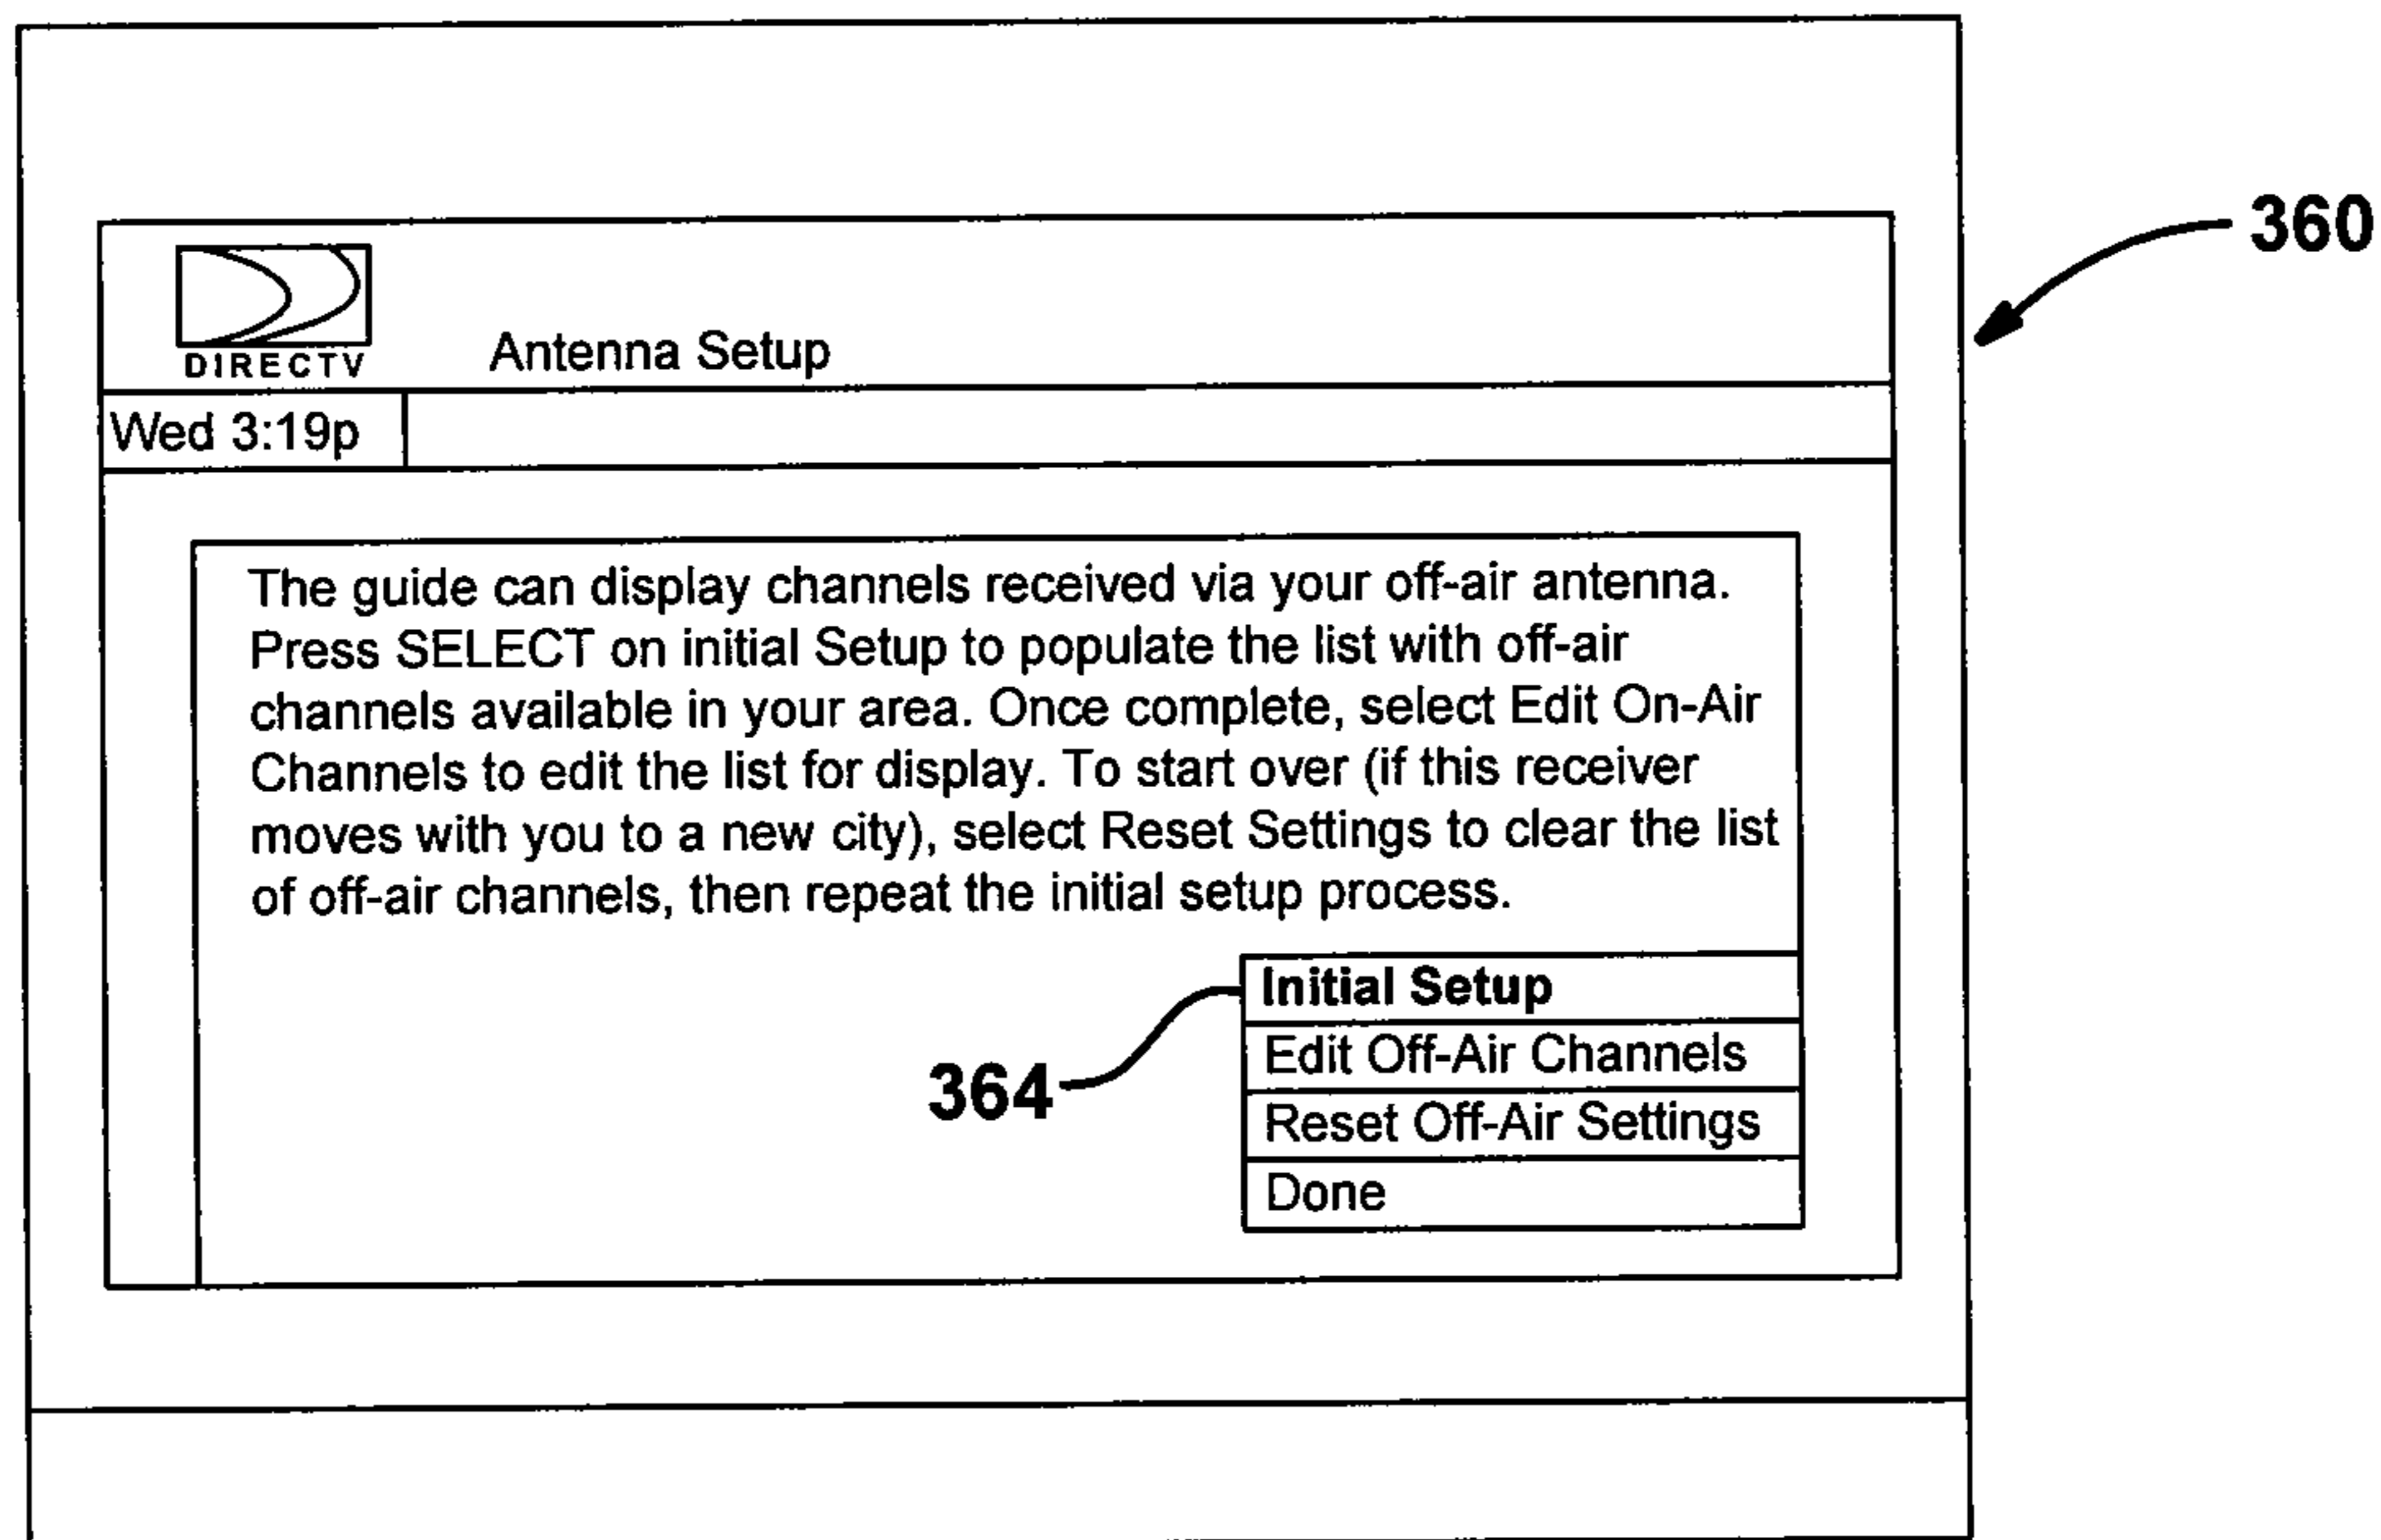 360
DIRECTV
Antenna Setup
Wed 3:19p
The guide can display channels received via your off-air antenna.
Press SELECT on initial Setup to populate the list with off-air
channels available in your area. Once complete, select Edit On-Air
Channels to edit the list for display. To start over (if this receiver
moves with you to a new city), select Reset Settings to clear the list
of off-air channels, then repeat the initial setup process.
Initial Setup
Edit Off-Air Channels
364
Reset Off-Air Settings
Done